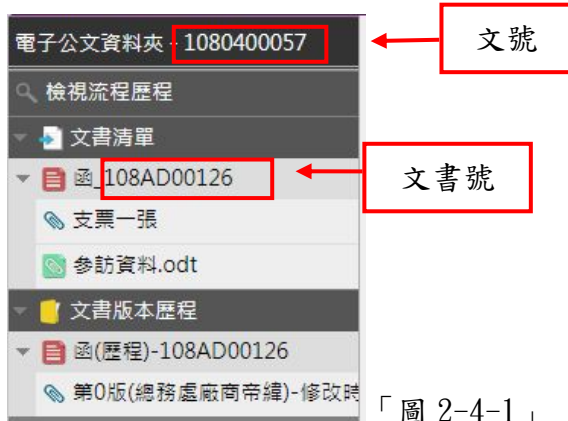 電子公文資料夾 - 1080400057
文號
檢視流程歷程
文書清單
函_108AD00126
文書號
支票一張
參訪資料.odt
文書版本歷程
函(歷程)-108AD00126
第0版(總務處廠商帝緯)-修改時
「圖 2-4-1」